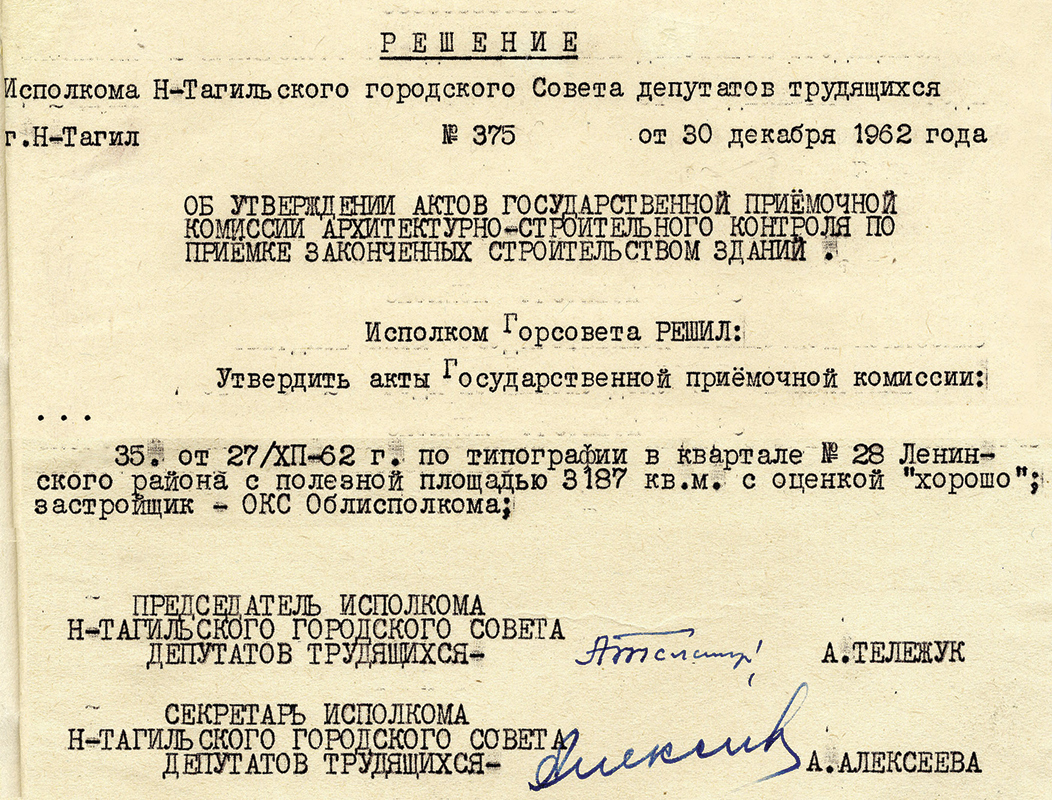 РЕШЕНИЕ
Исполкома Н-Тагильского городского Совета депутатов трудящихся
г.Н-Тагил № 375 от 30 декабря 1962 года
ОБ УТВЕРЖДЕНИИ АКТОВ ГОСУДАРСТВЕННОЙ ПРИЁМОЧНОЙ
КОМИССИИ АРХИТЕКТУРНО-СТРОИТЕЛЬНОГО КОНТРОЛЯ ПО
ПРИЁМКЕ ЗАКОНЧЕННЫХ СТРОИТЕЛЬСТВОМ ЗДАНИЙ .
Исполком Горсовета РЕШИЛ:
Утвердить акты Государственной приёмочной комиссии:
...
35. от 27/ХП-62 г. по типографии в квартале № 28 Ленин-
ского района с полезной площадью 3187 кв.м. с оценкой "хорошо";
застройщик - ОКС Облисполкома;
ПРЕДСЕДАТЕЛЬ ИСПОЛКОМА
Н-ТАГИЛЬСКОГО ГОРОДСКОГО СОВЕТА
ДЕПУТАТОВ ТРУДЯЩИХСЯ- А.ТЕЛЕЖУК
СЕКРЕТАРЬ ИСПОЛКОМА
Н-ТАГИЛЬСКОГО ГОРОДСКОГО СОВЕТА
ДЕПУТАТОВ ТРУДЯЩИХСЯ- А.АЛЕКСЕЕВА